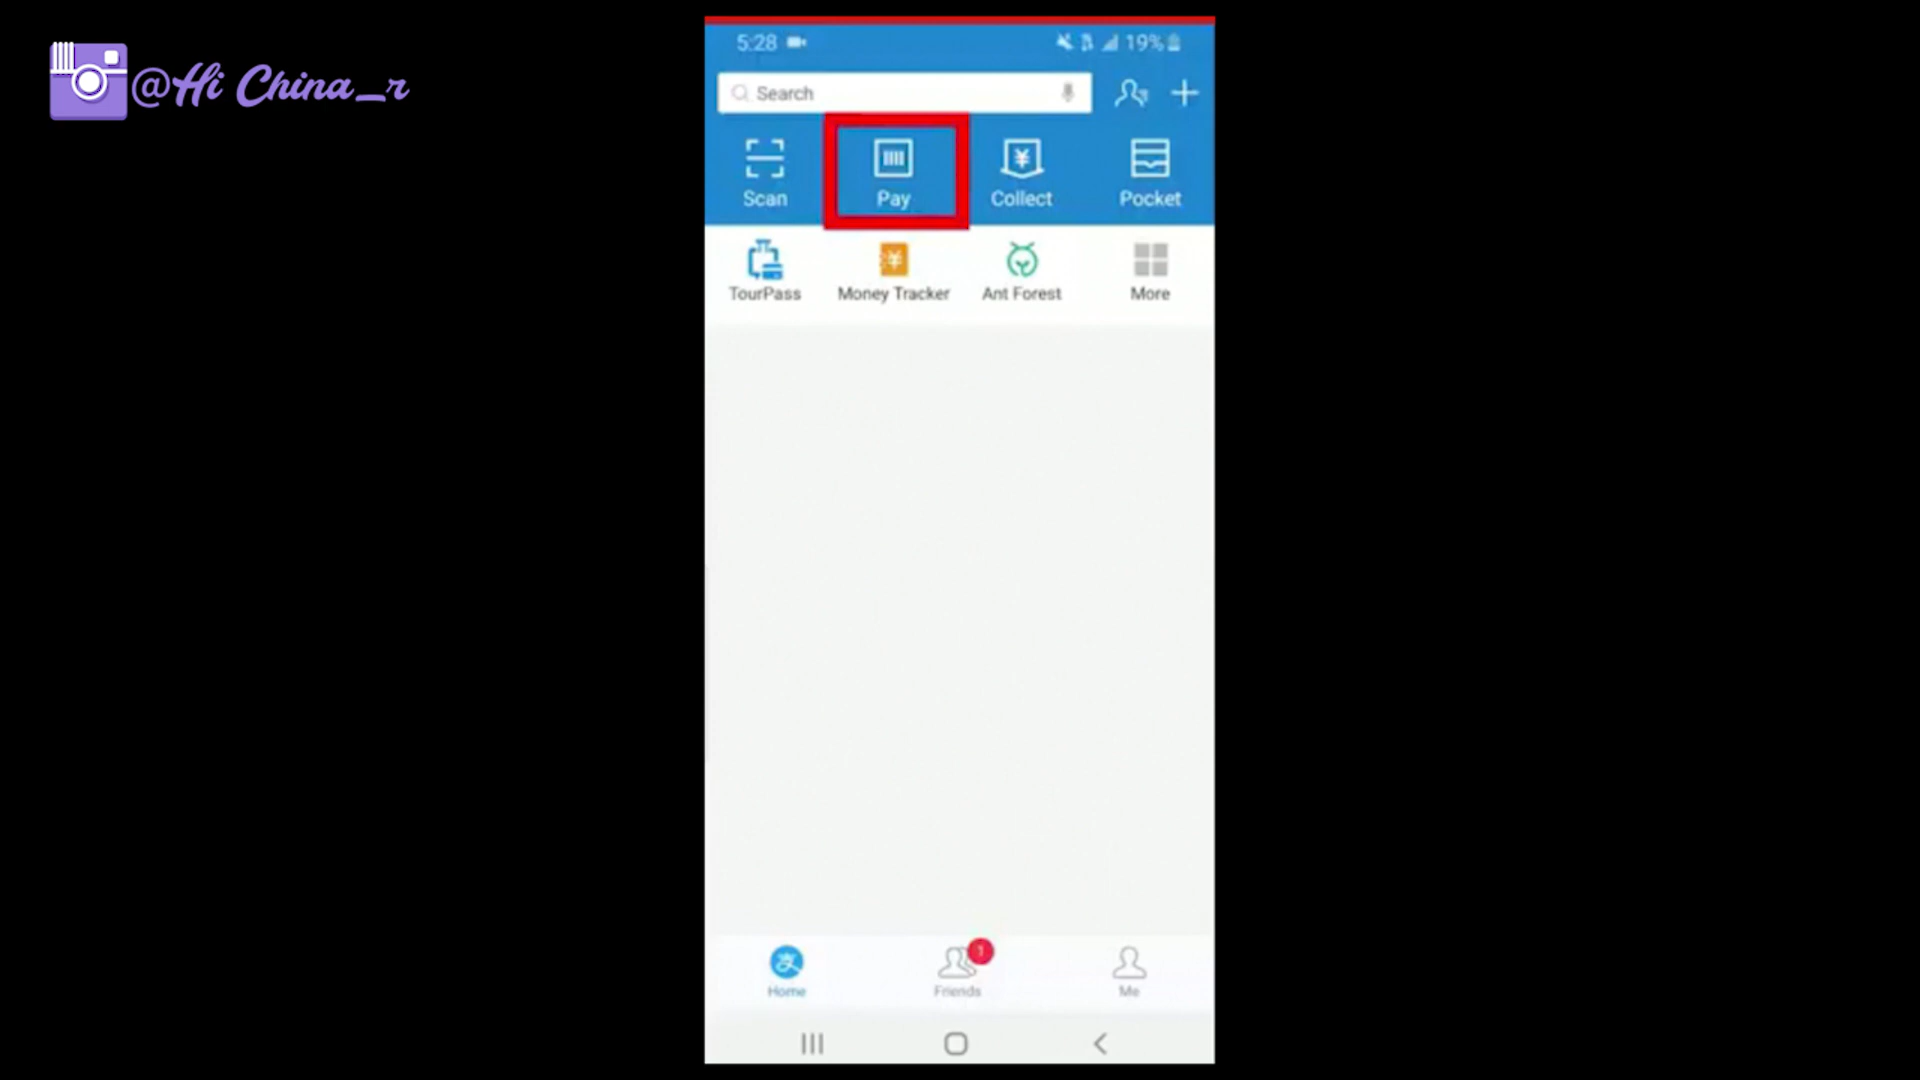 @Hi China_r
5:28
19%
Search
Scan
Pay
Collect
Pocket
TourPass
Money Tracker
Ant Forest
More
支
1
Home
Friends
Me